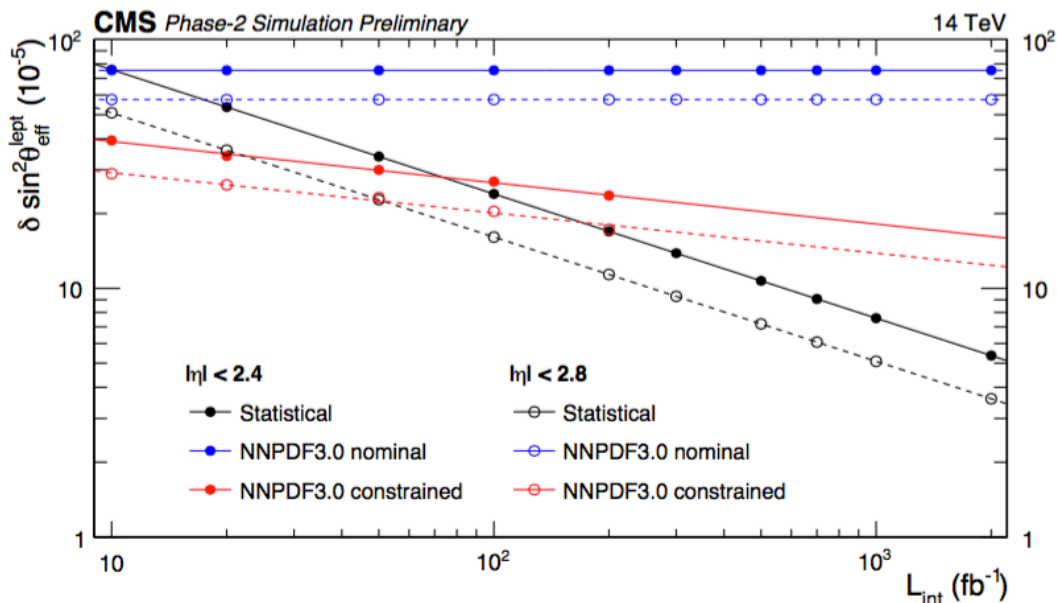 CMS Phase-2 Simulation Preliminary 14 TeV
δ sin²θ_eff^lept (10⁻⁵)
10² 10²
10 10
1 1
|η| < 2.4 |η| < 2.8
Statistical Statistical
NNPDF3.0 nominal NNPDF3.0 nominal
NNPDF3.0 constrained NNPDF3.0 constrained
10 10² 10³
L_int (fb⁻¹)